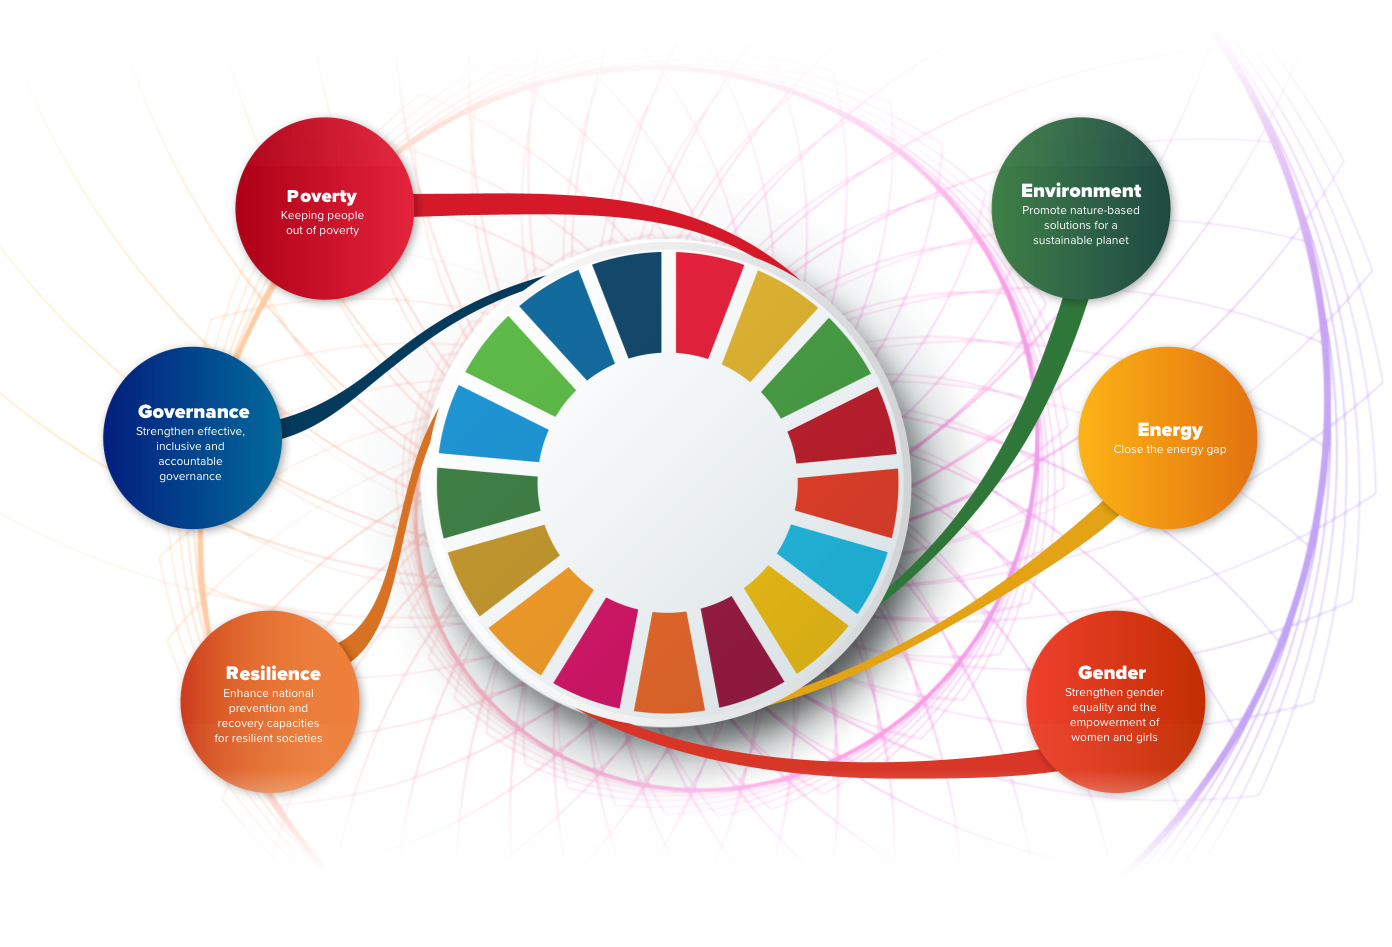 Poverty
Keeping people
out of poverty
Governance
Strengthen effective,
inclusive and
accountable
governance
Resilience
Enhance national
prevention and
recovery capacities
for resilient societies
Environment
Promote nature-based
solutions for a
sustainable planet
Energy
Close the energy gap
Gender
Strengthen gender
equality and the
empowerment of
women and girls